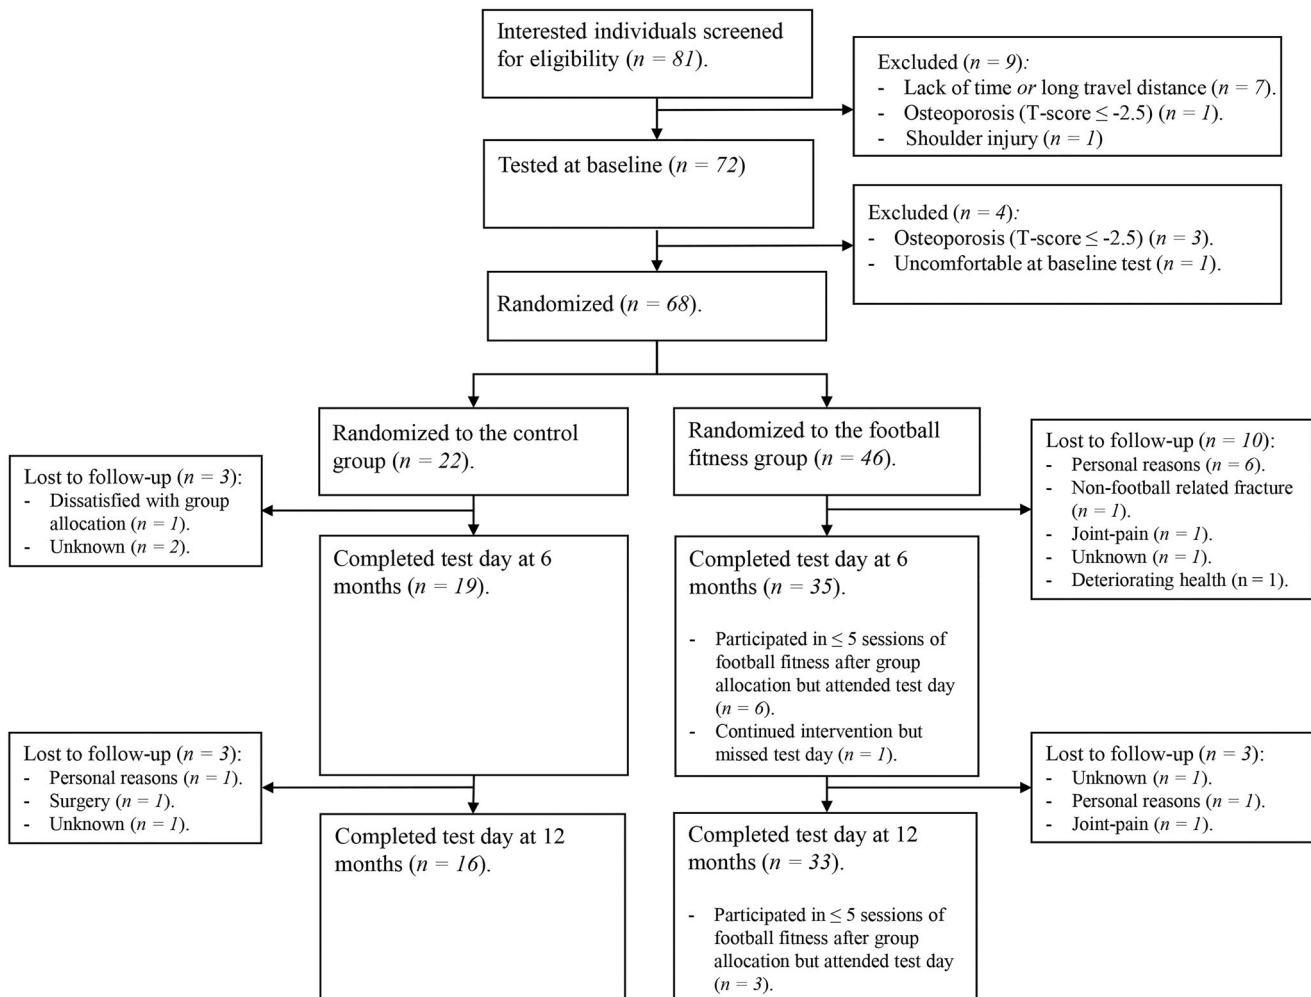 Interested individuals screened
for eligibility (n = 81).
Excluded (n = 9):
- Lack of time or long travel distance (n = 7).
- Osteoporosis (T-score ≤ -2.5) (n = 1).
- Shoulder injury (n = 1)
Tested at baseline (n = 72)
Excluded (n = 4):
- Osteoporosis (T-score ≤ -2.5) (n = 3).
- Uncomfortable at baseline test (n = 1).
Randomized (n = 68).
Randomized to the control
group (n = 22).
Randomized to the football
fitness group (n = 46).
Lost to follow-up (n = 3):
- Dissatisfied with group
allocation (n = 1).
- Unknown (n = 2).
Lost to follow-up (n = 10):
- Personal reasons (n = 6).
- Non-football related fracture
(n = 1).
- Joint-pain (n = 1).
- Unknown (n = 1).
- Deteriorating health (n = 1).
Completed test day at 6
months (n = 19).
Completed test day at 6
months (n = 35).
- Participated in ≤ 5 sessions of
football fitness after group
allocation but attended test day
(n = 6).
- Continued intervention but
missed test day (n = 1).
Lost to follow-up (n = 3):
- Personal reasons (n = 1).
- Surgery (n = 1).
- Unknown (n = 1).
Lost to follow-up (n = 3):
- Unknown (n = 1).
- Personal reasons (n = 1).
- Joint-pain (n = 1).
Completed test day at 12
months (n = 16).
Completed test day at 12
months (n = 33).
- Participated in ≤ 5 sessions of
football fitness after group
allocation but attended test day
(n = 3).